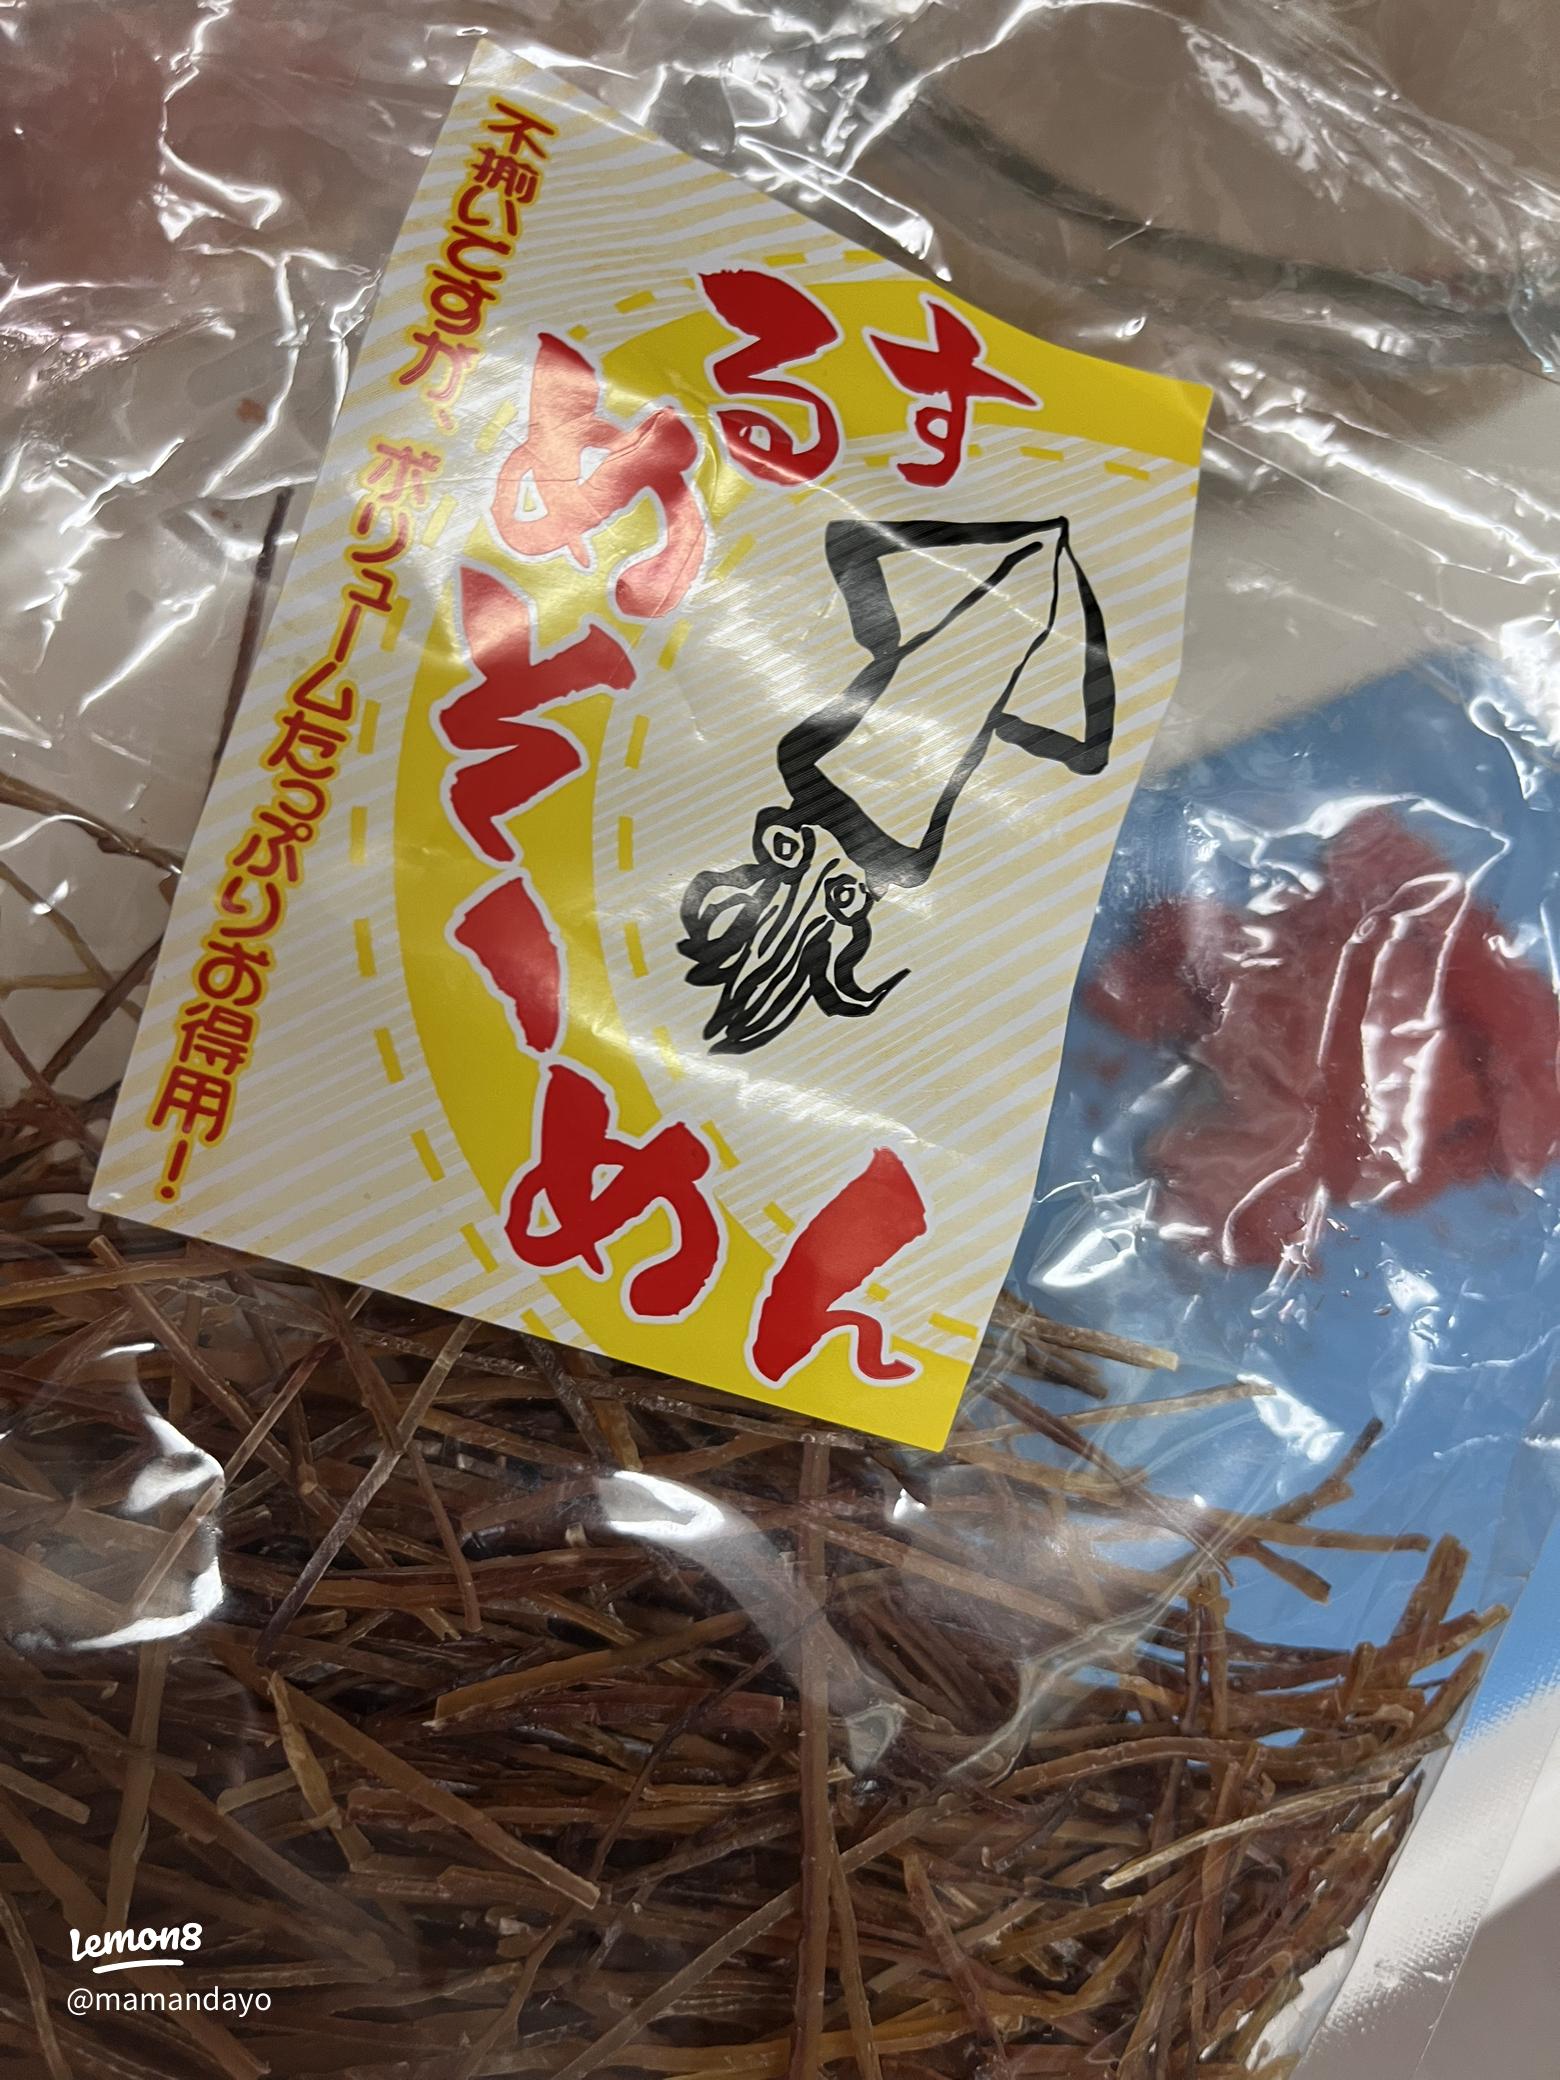 するめそーめん
不揃いですが、ボリュームたっぷりお得用！
Lemon8
@mamandayo